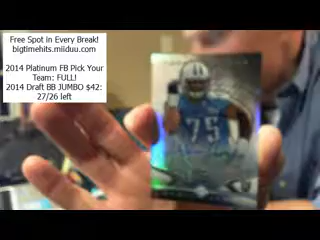 Free Spot in Every Break!
bigtimehits.miiduu.com
2014 Platinum FB Pick Your
Team: FULL!
2014 Draft BB JUMBO $42:
27/26 left
75